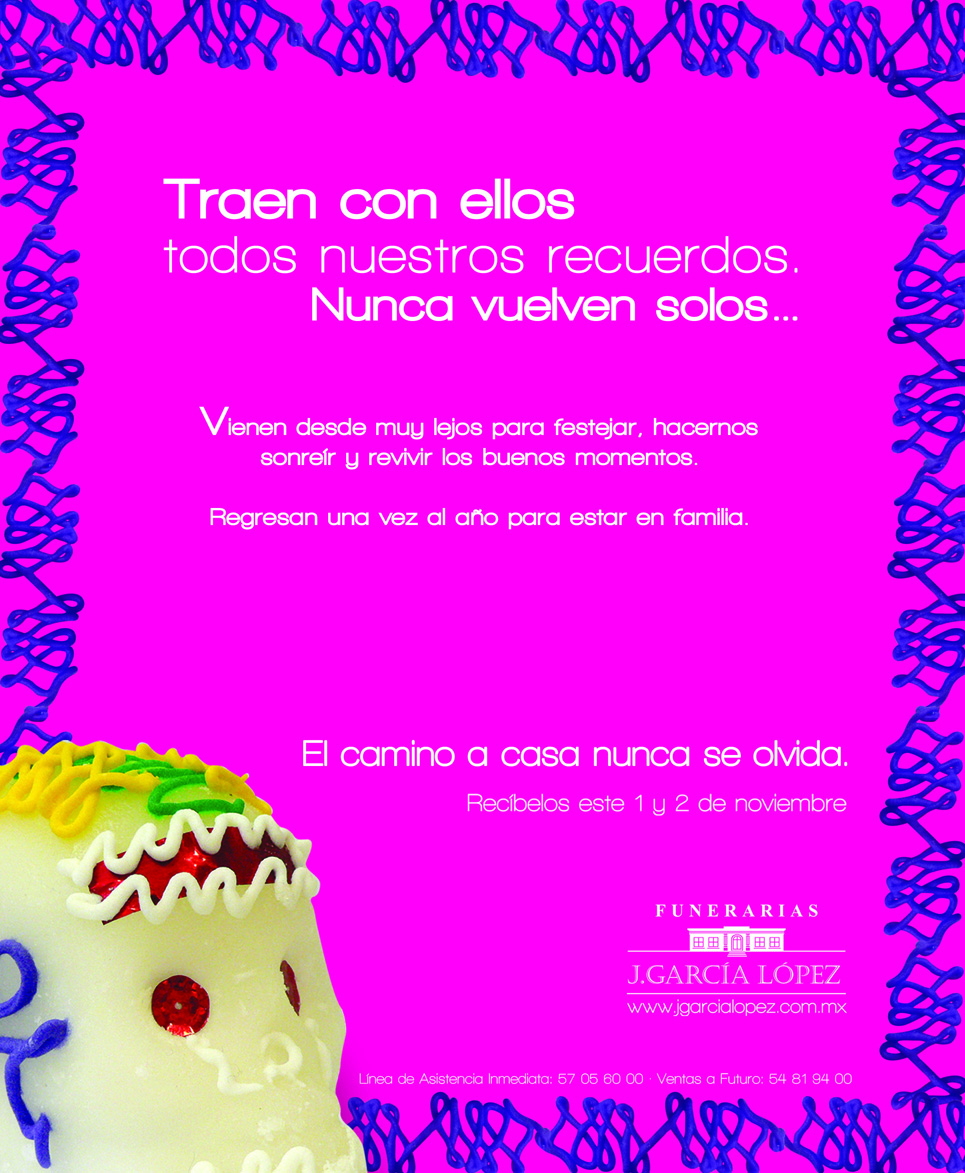 Traen con ellos
todos nuestros recuerdos.
Nunca vuelven solos...
Vienen desde muy lejos para festejar, hacernos
sonreír y revivir los buenos momentos.
Regresan una vez al año para estar en familia.
El camino a casa nunca se olvida.
Recíbelos este 1 y 2 de noviembre
FUNERARIAS
J.GARCÍA LÓPEZ
www.jgarcialopez.com.mx
Línea de Asistencia Inmediata: 57 05 60 00 · Ventas a Futuro: 54 81 94 00